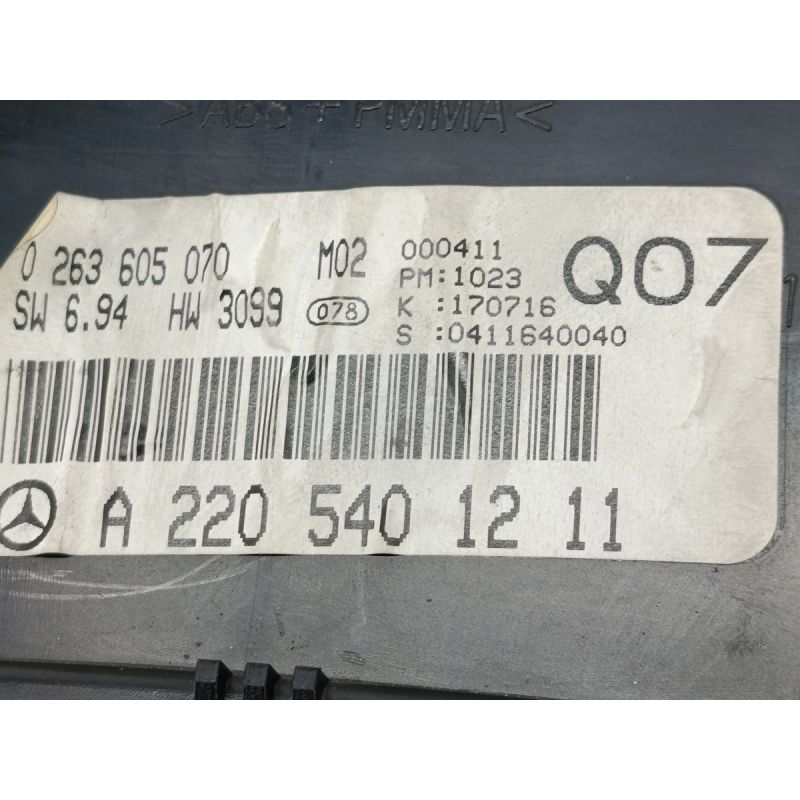 >ABS+PMMA<
0 263 605 070 M02 000411 Q07
PM:1023
SW 6.94 HW 3099 078 K :170716
S :0411640040
A 220 540 12 11